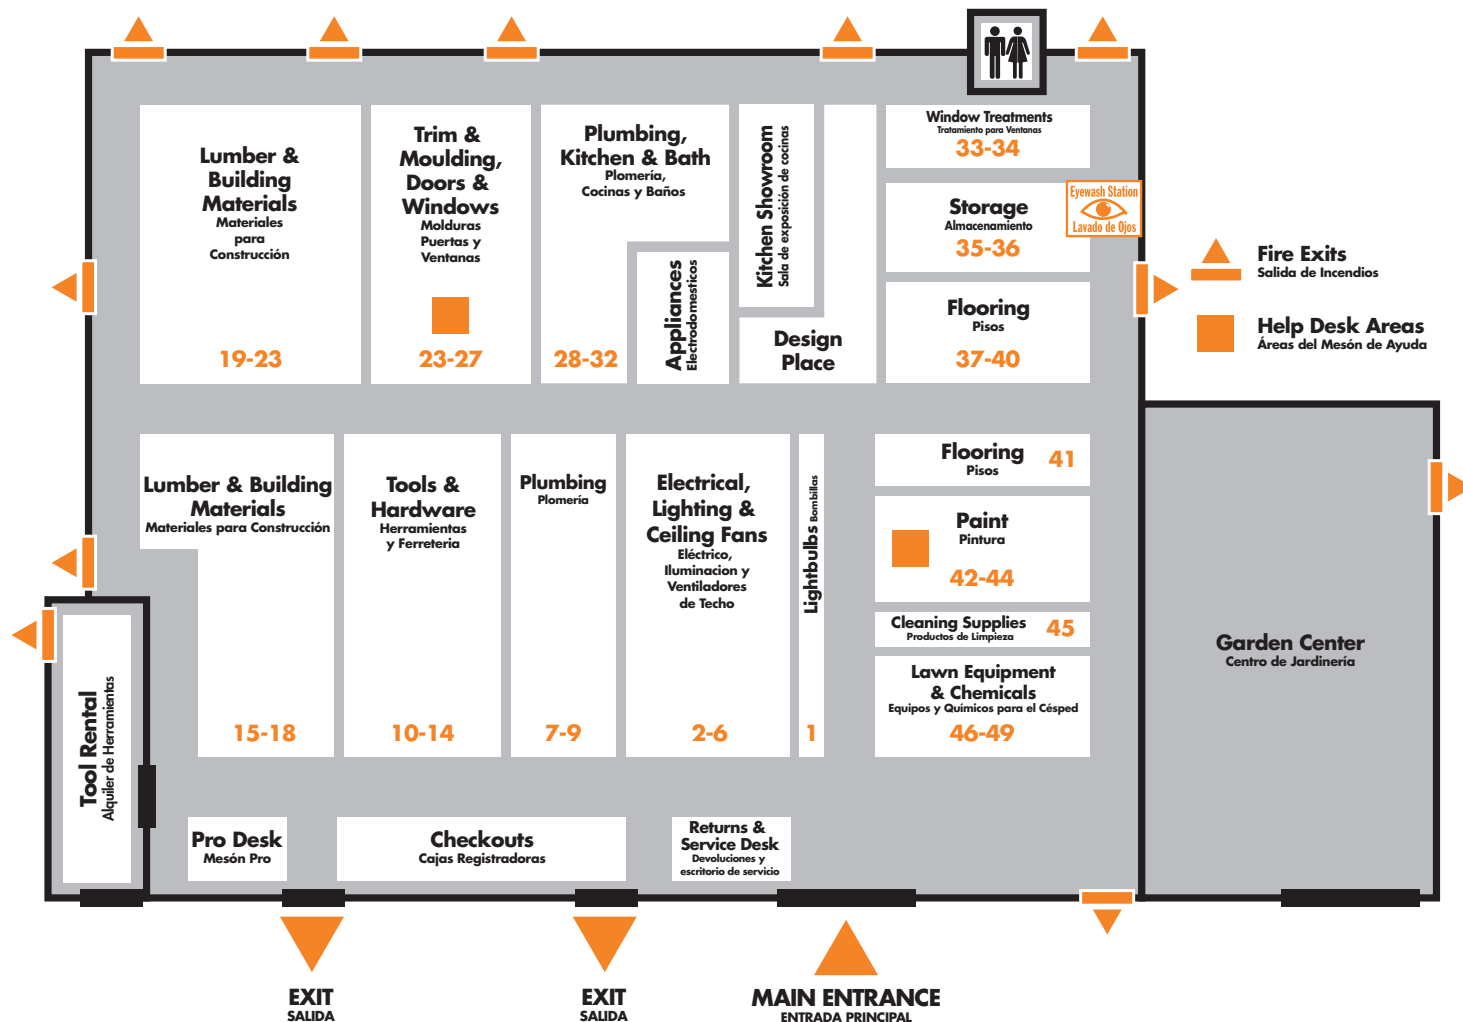 Lumber &
Building
Materials
Materiales
para
Construcción
19-23
Trim &
Moulding,
Doors &
Windows
Molduras
Puertas y
Ventanas
23-27
Plumbing,
Kitchen & Bath
Plomería,
Cocinas y Baños
28-32
Appliances
Electrodomesticos
Kitchen Showroom
Sala de exposición de cocinas
Design
Place
Window Treatments
Tratamiento para Ventanas
33-34
Storage
Almacenamiento
35-36
Eyewash Station
Lavado de Ojos
Flooring
Pisos
37-40
Fire Exits
Salida de Incendios
Help Desk Areas
Áreas del Mesón de Ayuda
Lumber & Building
Materials
Materiales para Construcción
15-18
Tools &
Hardware
Herramientas
y Ferreteria
10-14
Plumbing
Plomería
7-9
Electrical,
Lighting &
Ceiling Fans
Eléctrico,
Iluminacion y
Ventiladores
de Techo
2-6
Lightbulbs Bombillas
1
Flooring
Pisos
41
Paint
Pintura
42-44
Cleaning Supplies
Productos de Limpieza
45
Lawn Equipment
& Chemicals
Equipos y Químicos para el Césped
46-49
Garden Center
Centro de Jardinería
Tool Rental
Alquiler de Herramientas
Pro Desk
Mesón Pro
Checkouts
Cajas Registradoras
Returns &
Service Desk
Devoluciones y
escritorio de servicio
EXIT
SALIDA
EXIT
SALIDA
MAIN ENTRANCE
ENTRADA PRINCIPAL